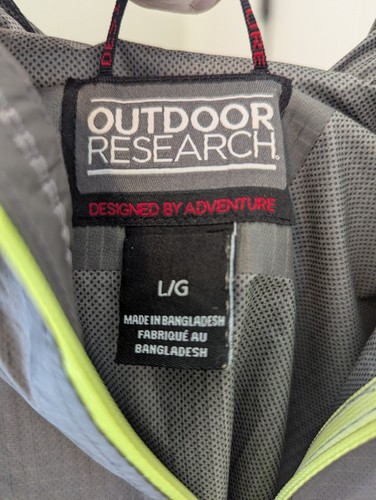 OUTDOOR
RESEARCH®
DESIGNED BY ADVENTURE
L/G
MADE IN BANGLADESH
FABRIQUÉ AU
BANGLADESH